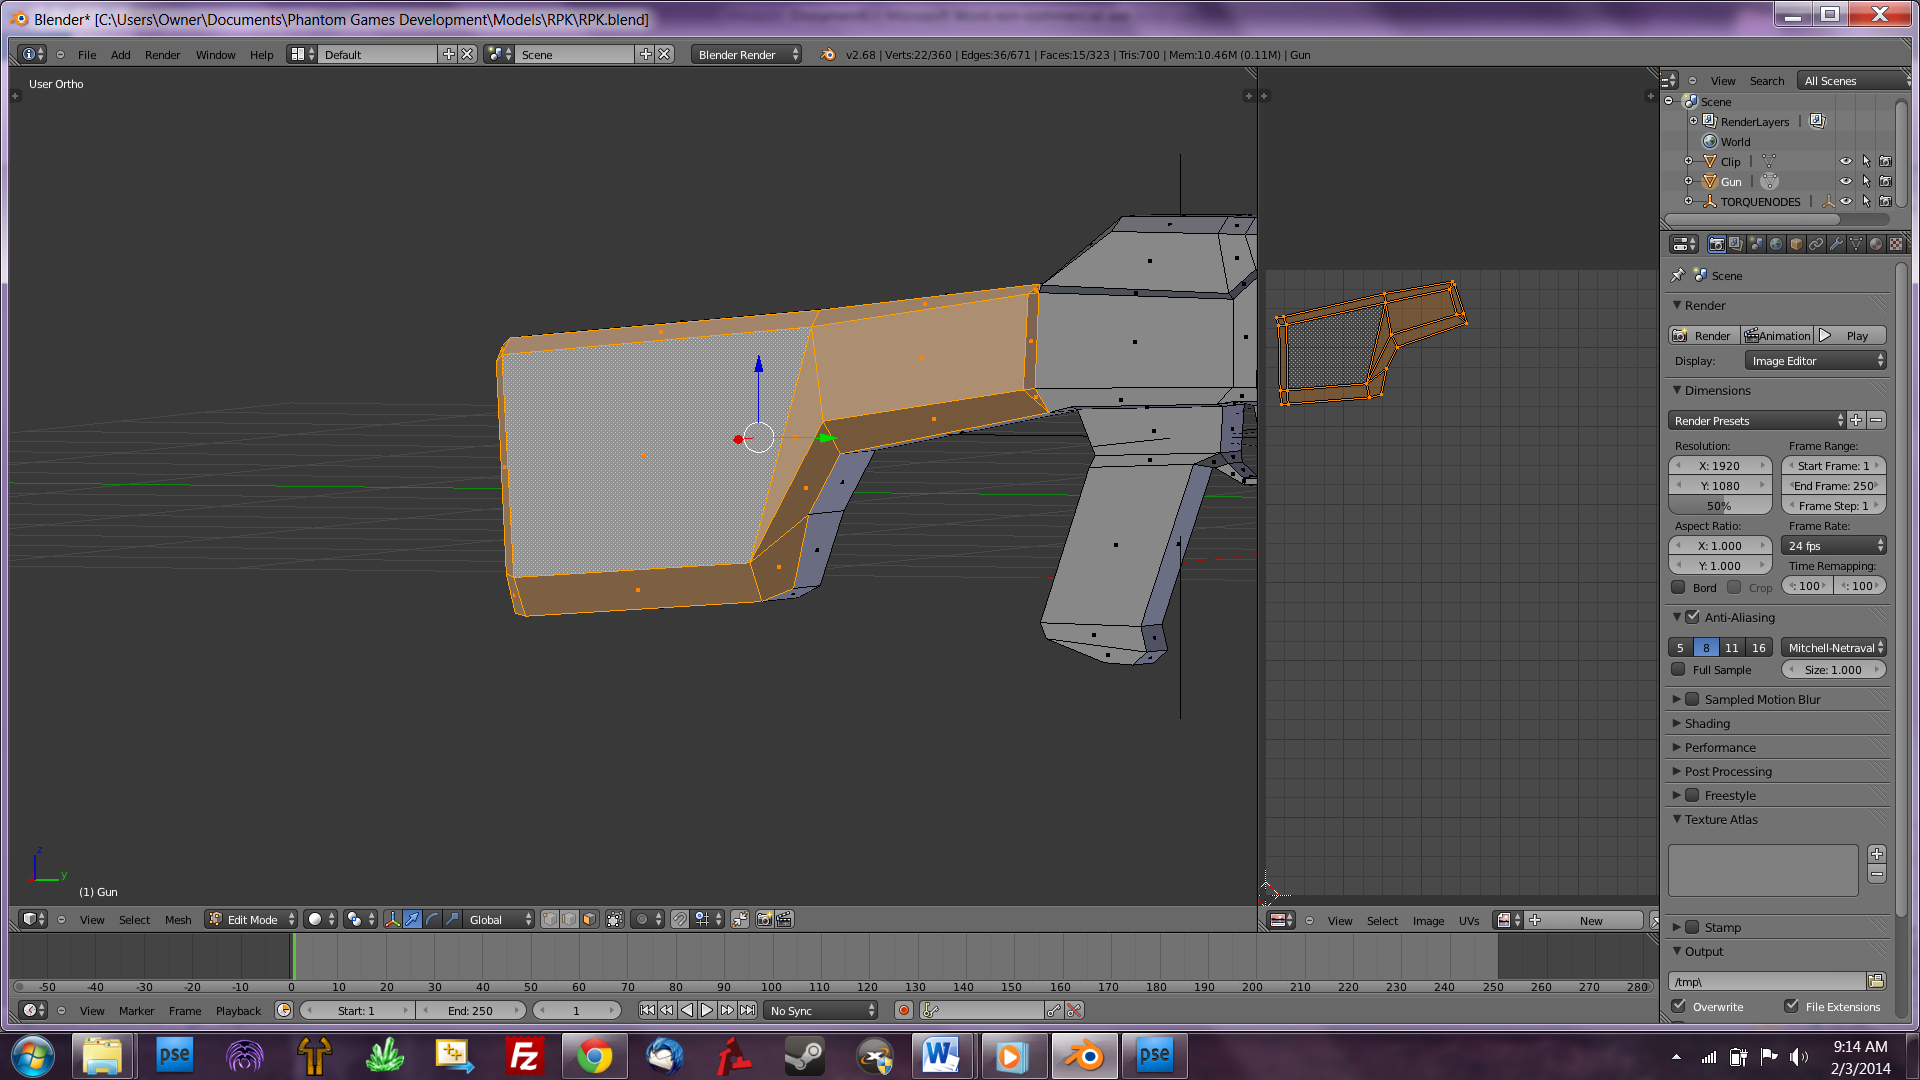 Blender* [C:\Users\Owner\Documents\Phantom Games Development\Models\RPK\RPK.blend]
File Add Render Window Help Default Scene Blender Render v2.68 | Verts:22/360 | Edges:36/671 | Faces:15/323 | Tris:700 | Mem:10.46M (0.11M) | Gun
User Ortho
View Search All Scenes
Scene
RenderLayers |
World
Clip |
Gun |
TORQUENODES |
Scene
Render
Render Animation Play
Display: Image Editor
Dimensions
Render Presets
Resolution: Frame Range:
X: 1920 Start Frame: 1
Y: 1080 End Frame: 250
50% Frame Step: 1
Aspect Ratio: Frame Rate:
X: 1.000 24 fps
Y: 1.000 Time Remapping:
Bord Crop : 100 : 100
Anti-Aliasing
5 8 11 16 Mitchell-Netraval
Full Sample Size: 1.000
Sampled Motion Blur
Shading
Performance
Post Processing
Freestyle
Texture Atlas
Stamp
Output
/tmp\
Overwrite File Extensions
z
y
(1) Gun
View Select Mesh Edit Mode Global
View Select Image UVs New
-50 -40 -30 -20 -10 0 10 20 30 40 50 60 70 80 90 100 110 120 130 140 150 160 170 180 190 200 210 220 230 240 250 260 270 280
View Marker Frame Playback Start: 1 End: 250 1 No Sync
pse Fz W pse
9:14 AM
2/3/2014